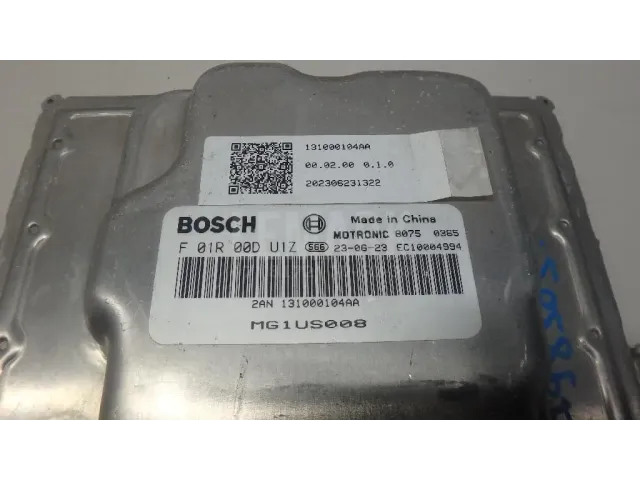 131000104AA
00.02.00 0.1.0
202306231322
BOSCH Made in China
MOTRONIC 8075 0365
F 01R 00D U1Z 566 23-06-23 EC10004994
2AN 131000104AA
MG1US008